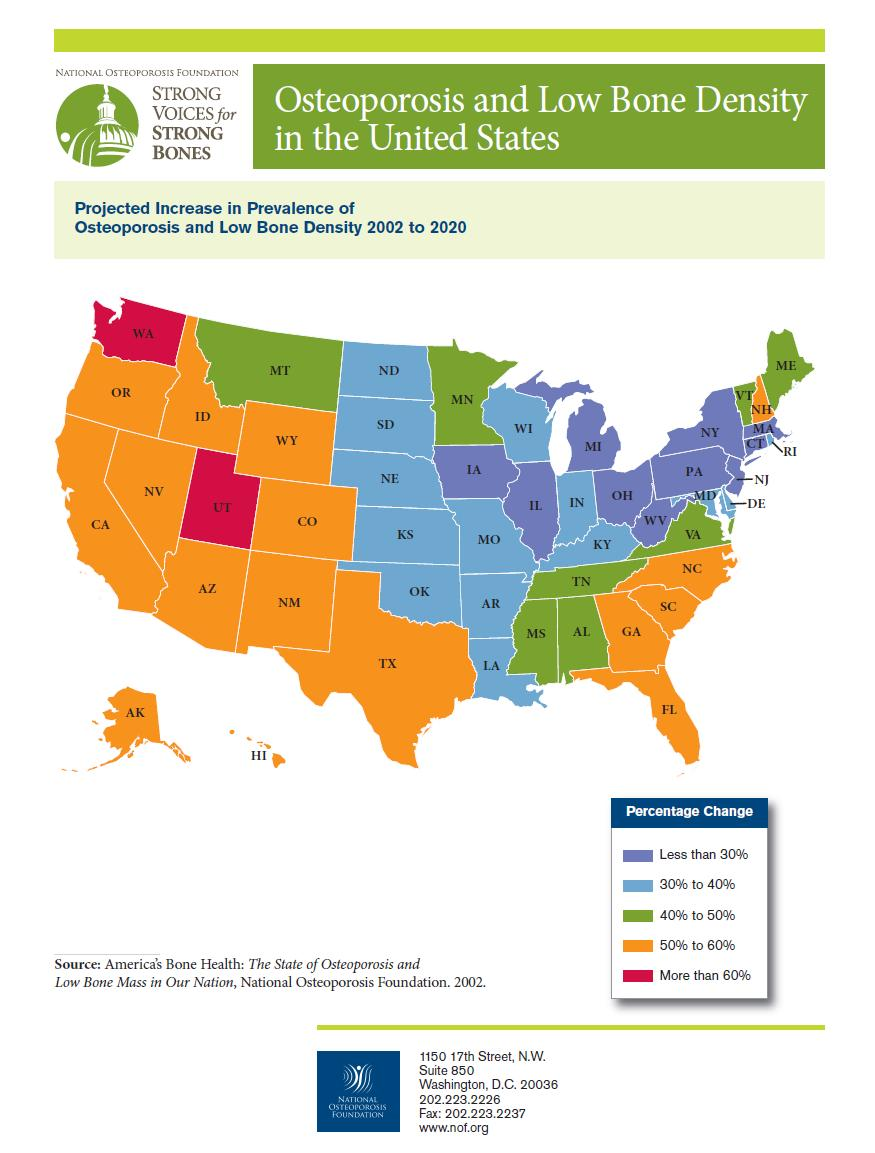 NATIONAL OSTEOPOROSIS FOUNDATION
STRONG
VOICES for
STRONG
BONES
Osteoporosis and Low Bone Density
in the United States
Projected Increase in Prevalence of
Osteoporosis and Low Bone Density 2002 to 2020
WA
OR
ID
MT
ND
MN
WI
MI
NY
VT
NH
ME
MA
CT
RI
NJ
DE
MD
PA
OH
IN
IL
IA
SD
WY
NE
NV
UT
CO
KS
MO
KY
WV
VA
CA
AZ
NM
OK
AR
TN
NC
SC
TX
LA
MS
AL
GA
FL
AK
HI
Percentage Change
Less than 30%
30% to 40%
40% to 50%
50% to 60%
More than 60%
Source: America's Bone Health: The State of Osteoporosis and
Low Bone Mass in Our Nation, National Osteoporosis Foundation. 2002.
NATIONAL
OSTEOPOROSIS
FOUNDATION
1150 17th Street, N.W.
Suite 850
Washington, D.C. 20036
202.223.2226
Fax: 202.223.2237
www.nof.org